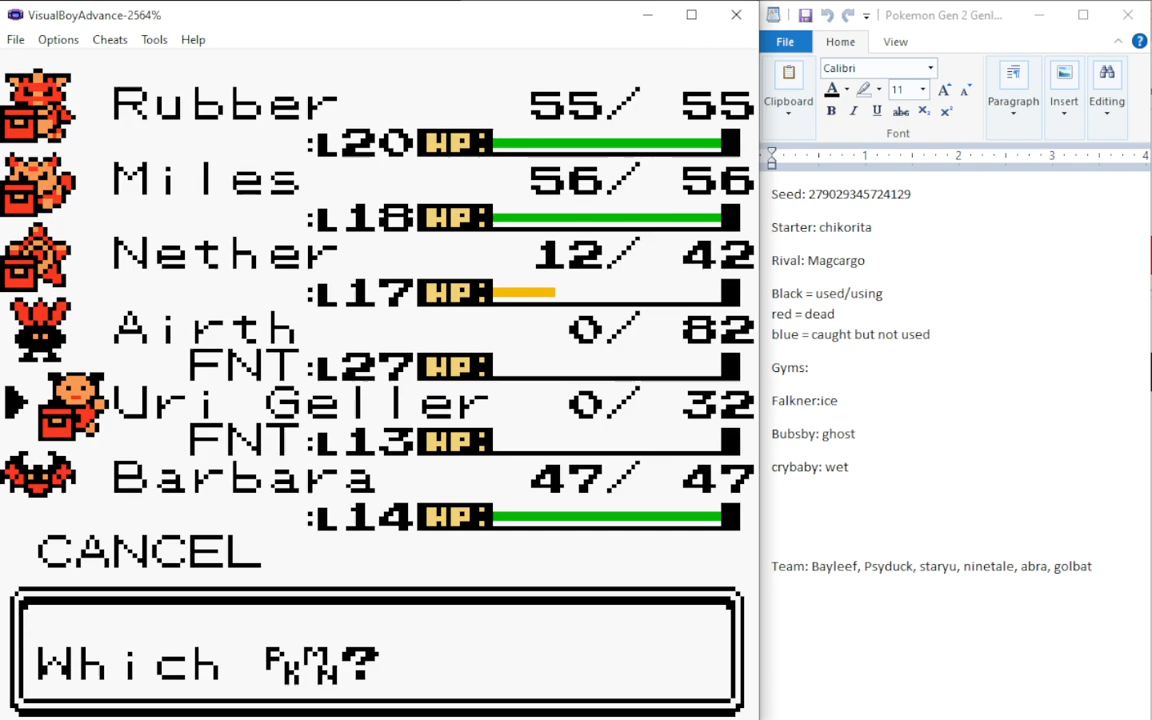 VisualBoyAdvance-2564%
File Options Cheats Tools Help
Rubber 55/ 55
:L20 HP:
Miles 56/ 56
:L18 HP:
Nether 12/ 42
:L17 HP:
Airth 0/ 82
FNT:L27 HP:
Uri Geller 0/ 32
FNT:L13 HP:
Barbara 47/ 47
:L14 HP:
CANCEL
Which PKMN?
Pokemon Gen 2 Genl...
File Home View
Calibri 11
Clipboard
Font
Paragraph
Insert
Editing
1 2 3 4
Seed: 279029345724129
Starter: chikorita
Rival: Magcargo
Black = used/using
red = dead
blue = caught but not used
Gyms:
Falkner:ice
Bubsby: ghost
crybaby: wet
Team: Bayleef, Psyduck, staryu, ninetale, abra, golbat